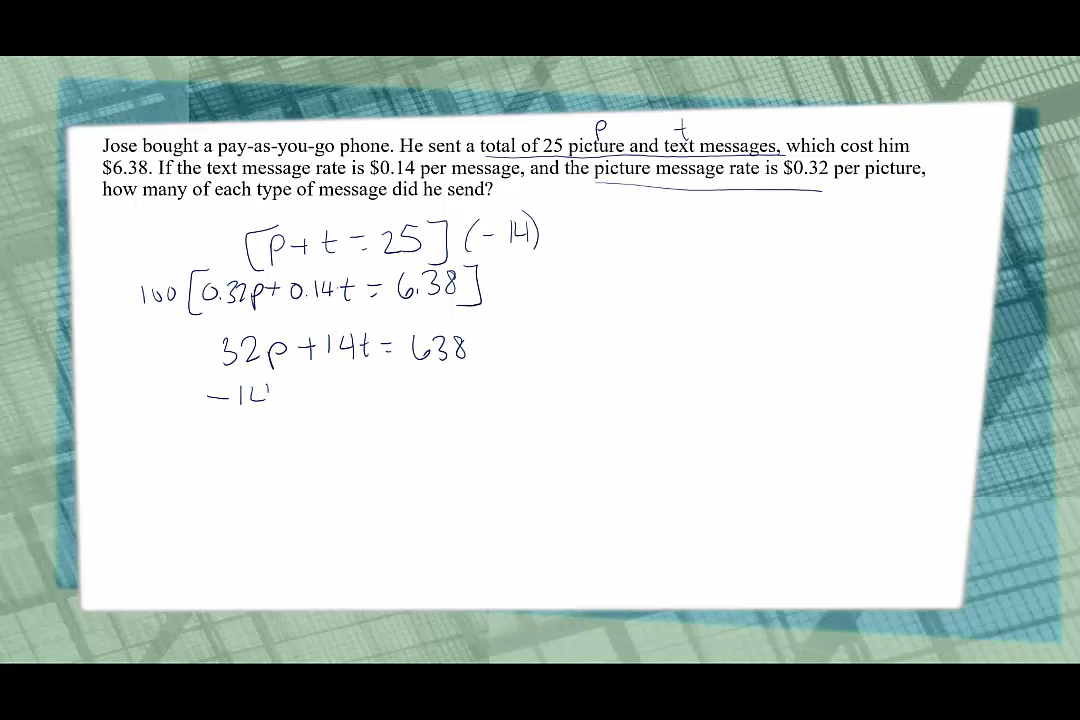 p t
Jose bought a pay-as-you-go phone. He sent a total of 25 picture and text messages, which cost him
$6.38. If the text message rate is $0.14 per message, and the picture message rate is $0.32 per picture,
how many of each type of message did he send?
[p + t = 25] (- 14)
100 [0.32p + 0.14t = 6.38]
32p + 14t = 638
- 14